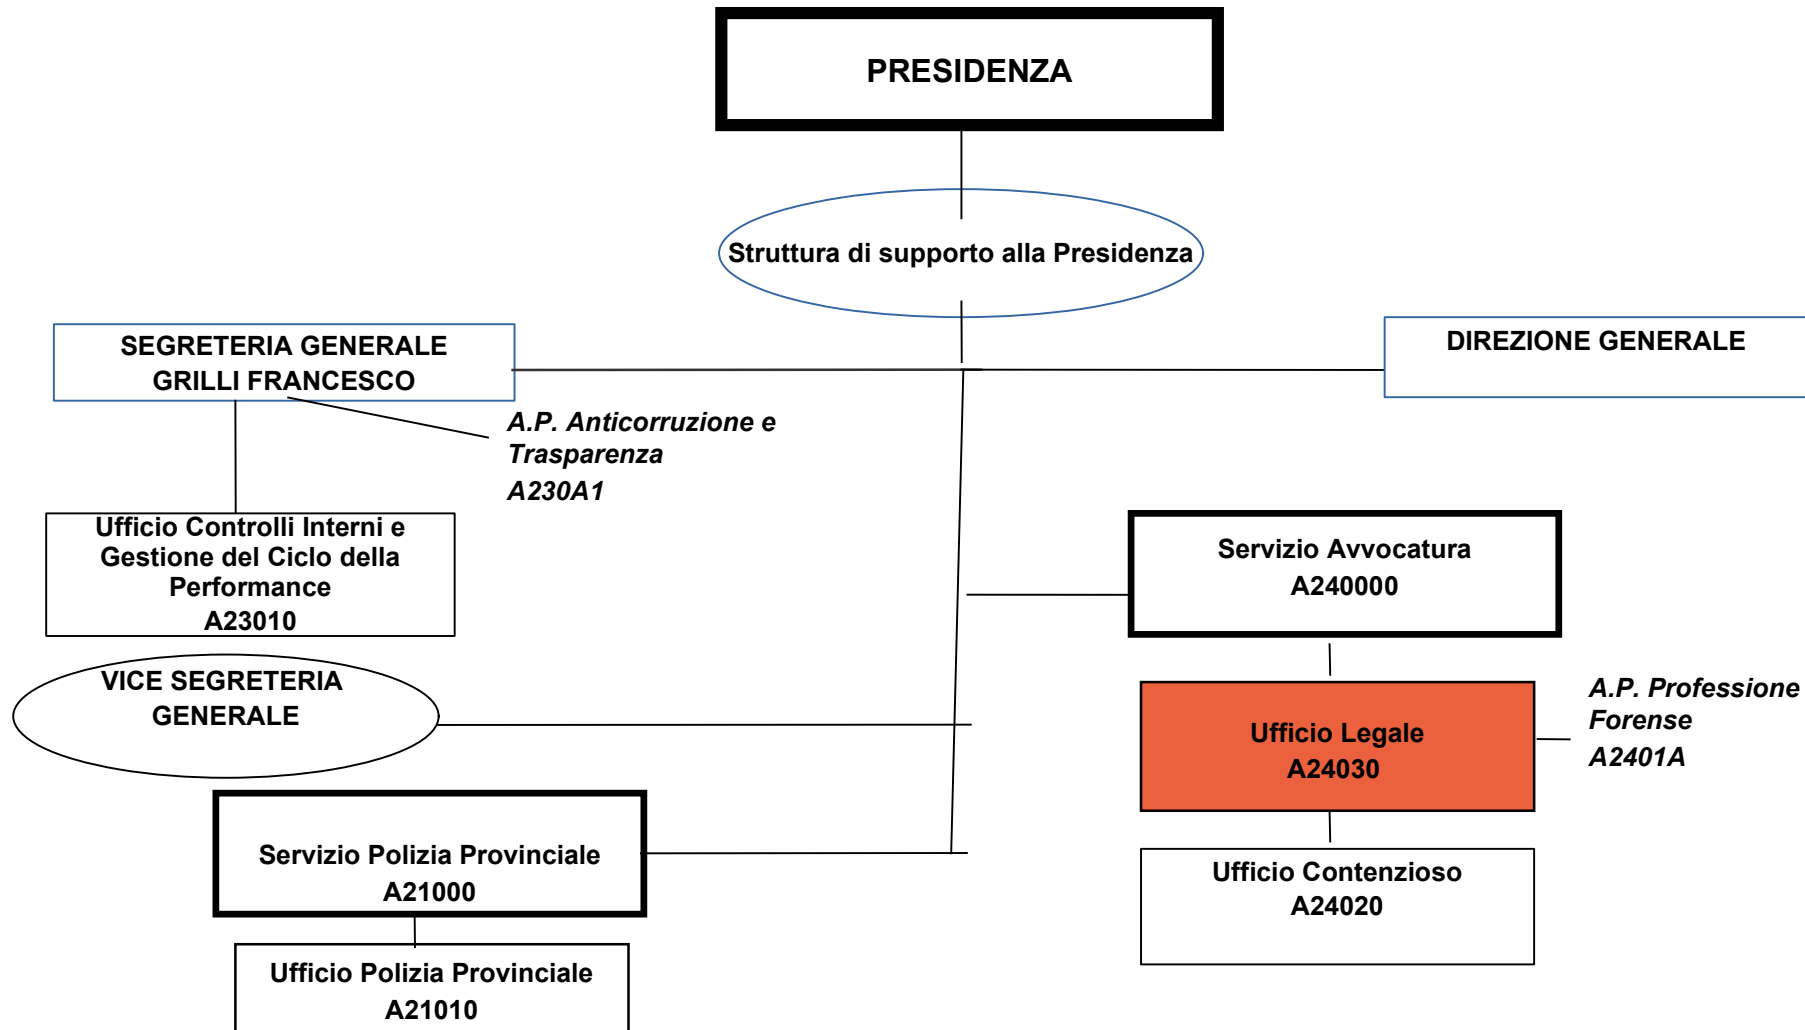 PRESIDENZA
Struttura di supporto alla Presidenza
SEGRETERIA GENERALE
GRILLI FRANCESCO
DIREZIONE GENERALE
A.P. Anticorruzione e
Trasparenza
A230A1
Ufficio Controlli Interni e
Gestione del Ciclo della
Performance
A23010
Servizio Avvocatura
A240000
VICE SEGRETERIA
GENERALE
Ufficio Legale
A24030
A.P. Professione
Forense
A2401A
Servizio Polizia Provinciale
A21000
Ufficio Contenzioso
A24020
Ufficio Polizia Provinciale
A21010